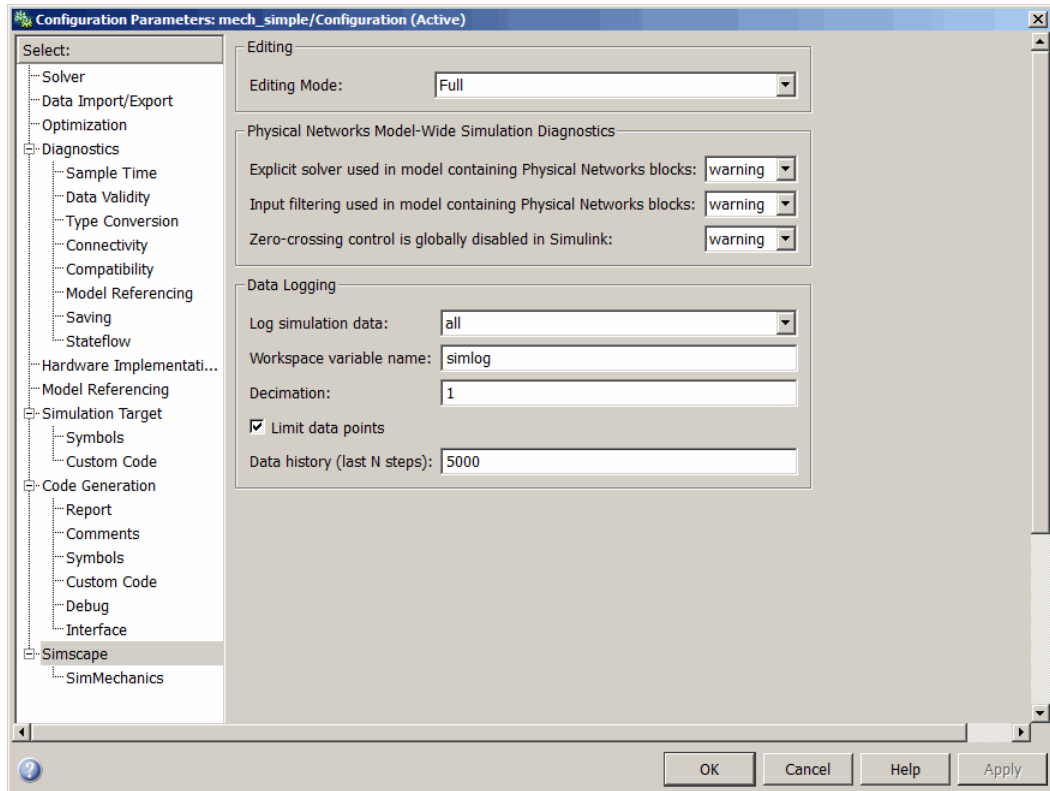 Configuration Parameters: mech_simple/Configuration (Active)
Select:
Solver
Data Import/Export
Optimization
Diagnostics
Sample Time
Data Validity
Type Conversion
Connectivity
Compatibility
Model Referencing
Saving
Stateflow
Hardware Implementati...
Model Referencing
Simulation Target
Symbols
Custom Code
Code Generation
Report
Comments
Symbols
Custom Code
Debug
Interface
Simscape
SimMechanics
Editing
Editing Mode: Full
Physical Networks Model-Wide Simulation Diagnostics
Explicit solver used in model containing Physical Networks blocks: warning
Input filtering used in model containing Physical Networks blocks: warning
Zero-crossing control is globally disabled in Simulink: warning
Data Logging
Log simulation data: all
Workspace variable name: simlog
Decimation: 1
Limit data points
Data history (last N steps): 5000
OK Cancel Help Apply